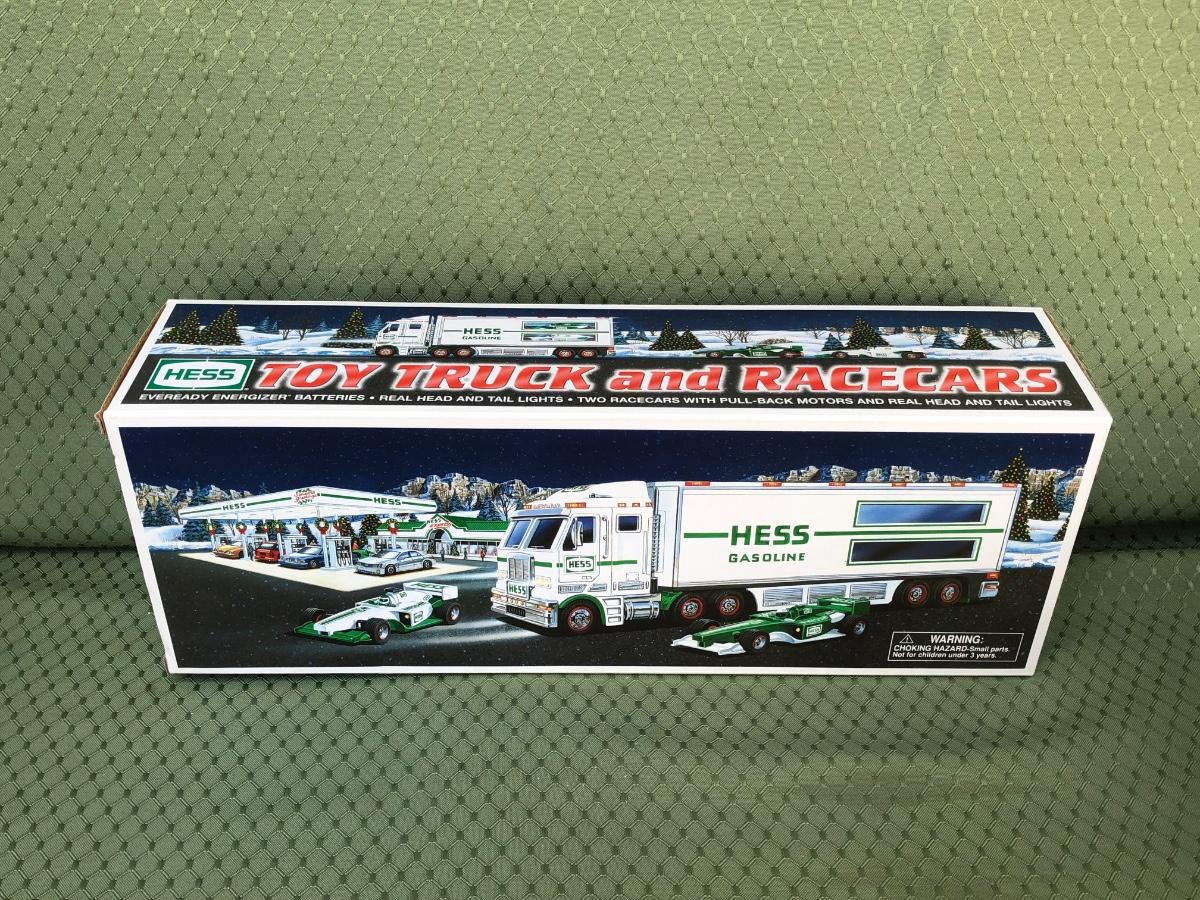 HESS
GASOLINE
HESS TOY TRUCK and RACECARS
EVEREADY ENERGIZER™ BATTERIES • REAL HEAD AND TAIL LIGHTS • TWO RACECARS WITH PULL-BACK MOTORS AND REAL HEAD AND TAIL LIGHTS
HESS
HESS
HESS
GASOLINE
HESS
HESS
WARNING:
CHOKING HAZARD-Small parts.
Not for children under 3 years.